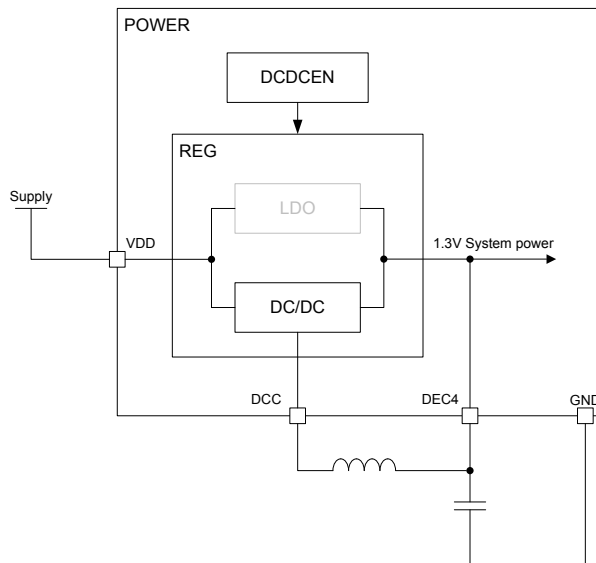 POWER
DCDCEN
REG
Supply
LDO
VDD
1.3V System power
DC/DC
DCC
DEC4
GND